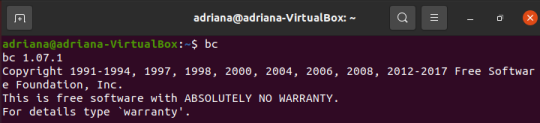 adriana@adriana-VirtualBox: ~
adriana@adriana-VirtualBox:~$ bc
bc 1.07.1
Copyright 1991-1994, 1997, 1998, 2000, 2004, 2006, 2008, 2012-2017 Free Softwar
e Foundation, Inc.
This is free software with ABSOLUTELY NO WARRANTY.
For details type `warranty'.